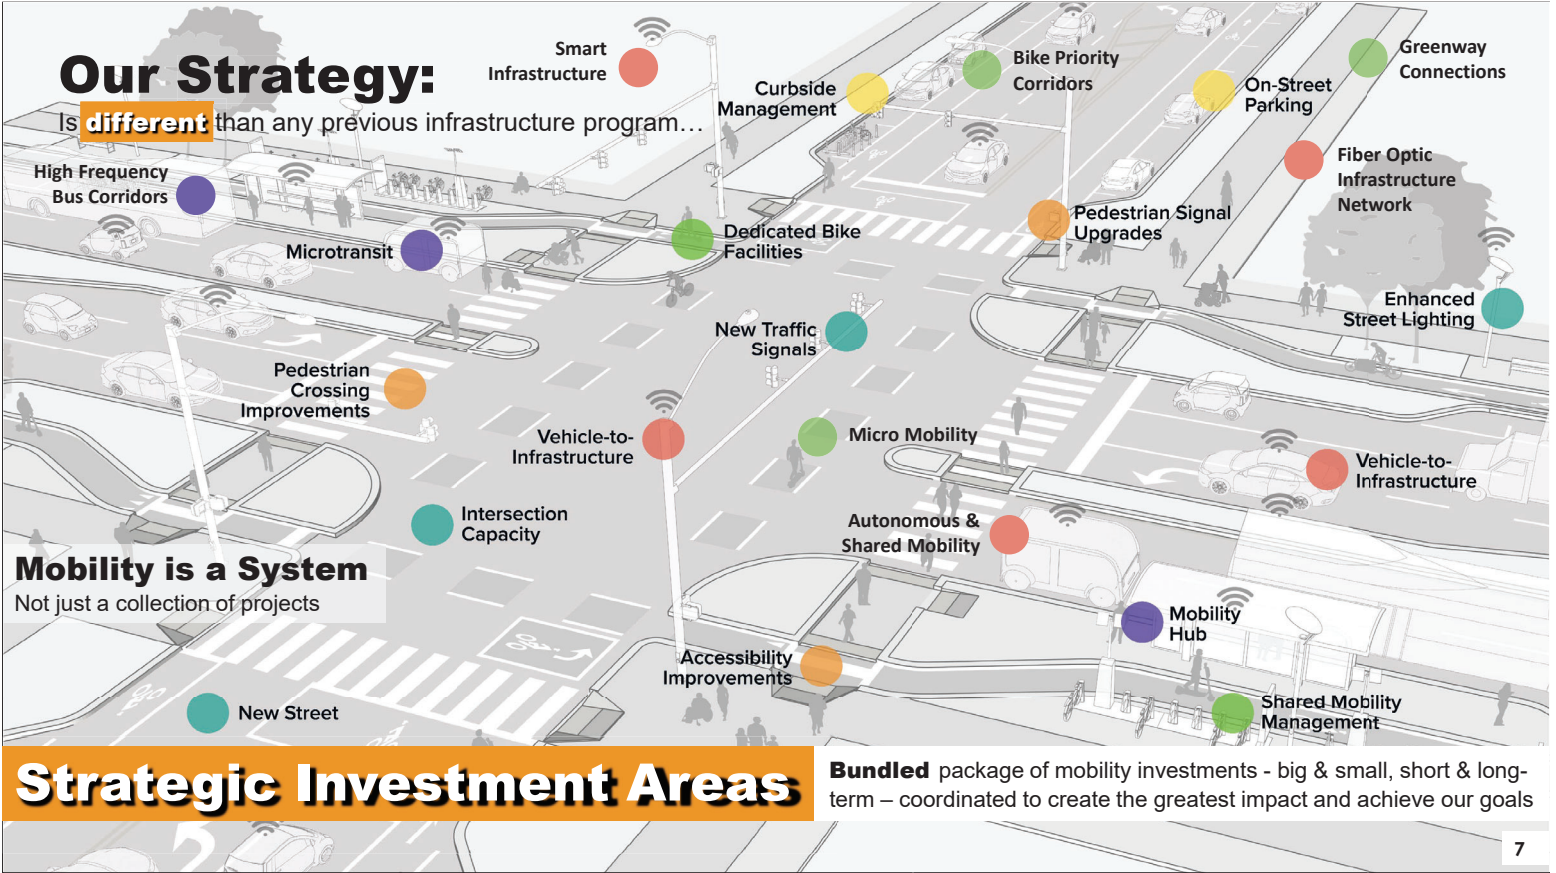 Our Strategy:
Is different than any previous infrastructure program…
Smart
Infrastructure
Curbside
Management
Bike Priority
Corridors
On-Street
Parking
Greenway
Connections
High Frequency
Bus Corridors
Fiber Optic
Infrastructure
Network
Microtransit
Dedicated Bike
Facilities
Pedestrian Signal
Upgrades
New Traffic
Signals
Enhanced
Street Lighting
Pedestrian
Crossing
Improvements
Vehicle-to-
Infrastructure
Micro Mobility
Vehicle-to-
Infrastructure
Intersection
Capacity
Autonomous &
Shared Mobility
Mobility is a System
Not just a collection of projects
Mobility
Hub
Accessibility
Improvements
New Street
Shared Mobility
Management
Strategic Investment Areas
Bundled package of mobility investments - big & small, short & long-
term – coordinated to create the greatest impact and achieve our goals
7